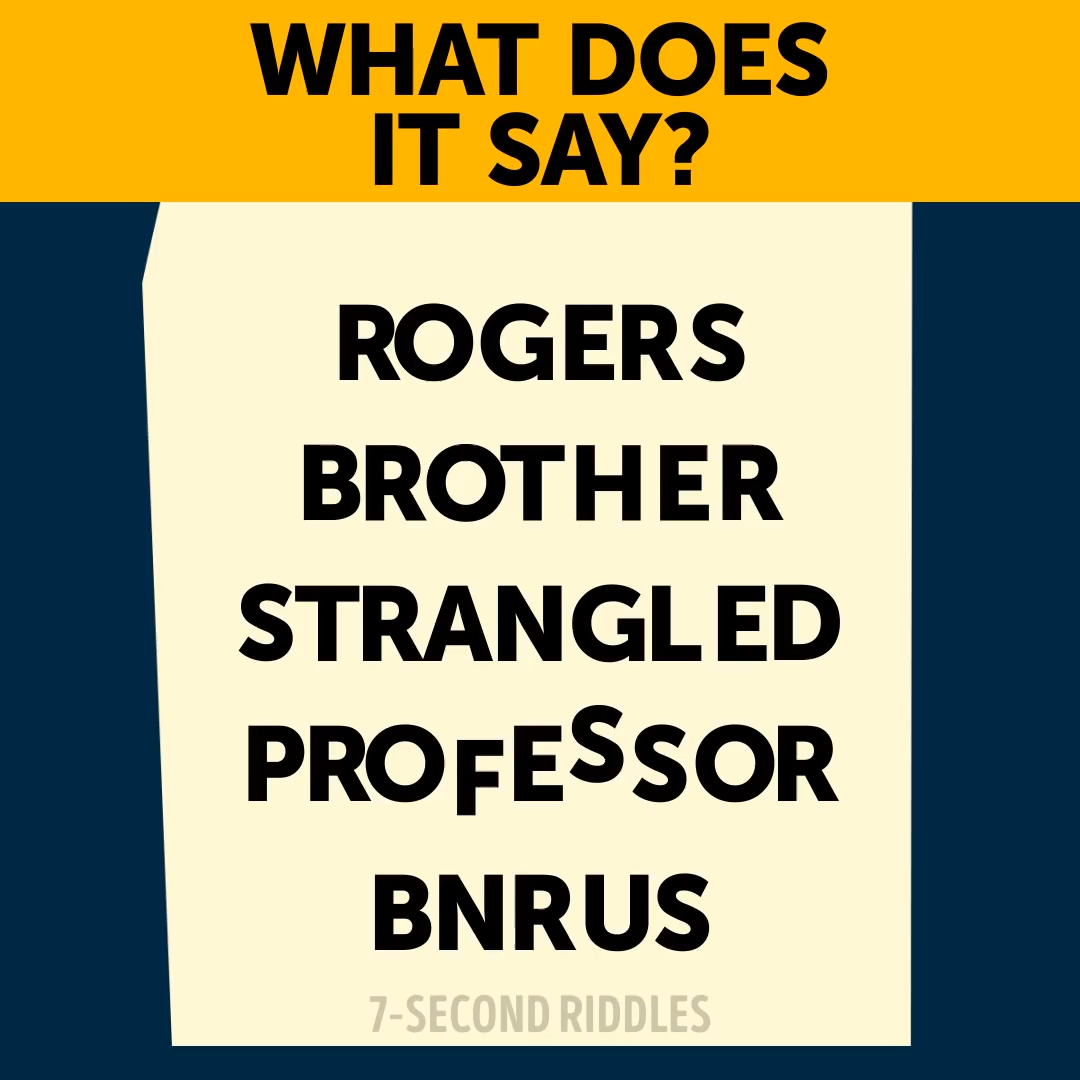 WHAT DOES
IT SAY?
ROGERS
BROTHER
STRANGLED
PROFESSOR
BNRUS
7-SECOND RIDDLES